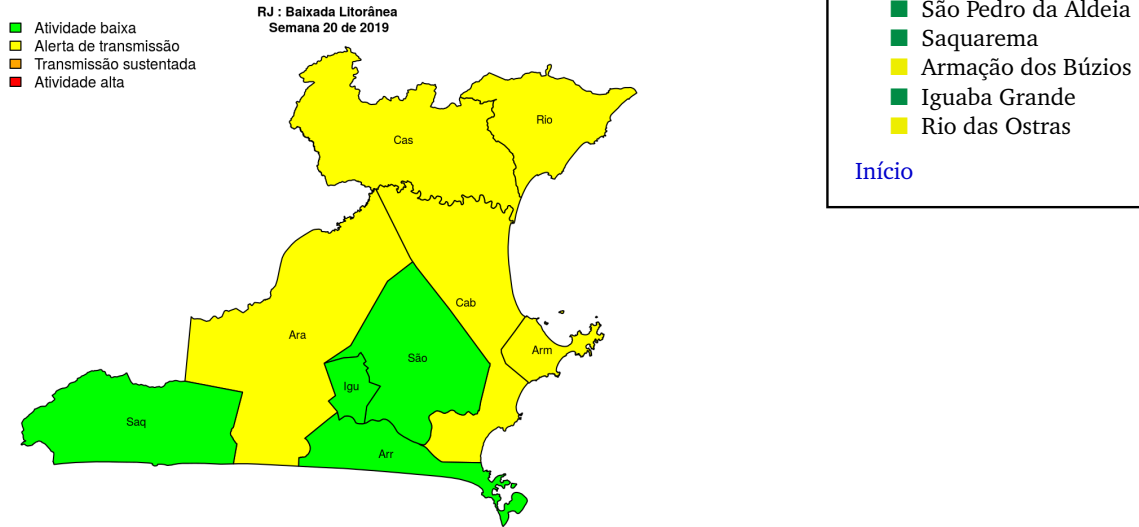 RJ : Baixada Litorânea
Semana 20 de 2019
Atividade baixa
Alerta de transmissão
Transmissão sustentada
Atividade alta
Cas
Rio
Cab
Ara
Arm
São
Igu
Saq
Arr
São Pedro da Aldeia
Saquarema
Armação dos Búzios
Iguaba Grande
Rio das Ostras
Início